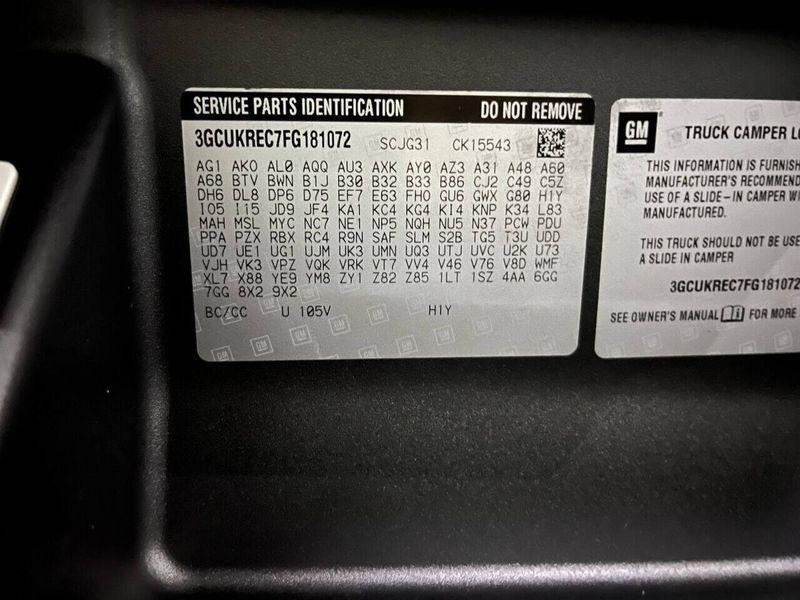 SERVICE PARTS IDENTIFICATION DO NOT REMOVE
3GCUKREC7FG181072 SCJG31 CK15543
AG1 AK0 AL0 AQQ AU3 AXK AY0 AZ3 A31 A48 A60
A68 BTV BWN B1J B30 B32 B33 B86 CJ2 C49 C5Z
DH6 DL8 DP6 D75 EF7 E63 FHO GU6 GWX G80 H1Y
IO5 Ii5 JD9 JF4 KA1 KC4 KG4 KI4 KNP K34 L83
MAH MSL MYC NC7 NE1 NP5 NQH NU5 N37 PCW PDU
PPA PZX RBX RC4 R9N SAF SLM S2B TG5 T3U UDD
UD7 UE1 UG1 UJM UK3 UMN UQ3 UTJ UVC U2K U73
VJH VK3 VPZ VQK VRK VT7 VV4 V46 V76 V8D WMF
XL7 X88 YE9 YM8 ZY1 Z82 Z85 1LT 1SZ 4AA 6GG
7GG 8X2 9X2
BC/CC U 105V H1Y
GM TRUCK CAMPER LO
THIS INFORMATION IS FURNISH
MANUFACTURER'S RECOMMEND
USE OF A SLIDE-IN CAMPER WI
MANUFACTURED.
THIS TRUCK SHOULD NOT BE USE
A SLIDE IN CAMPER
3GCUKREC7FG181072
SEE OWNER'S MANUAL FOR MORE